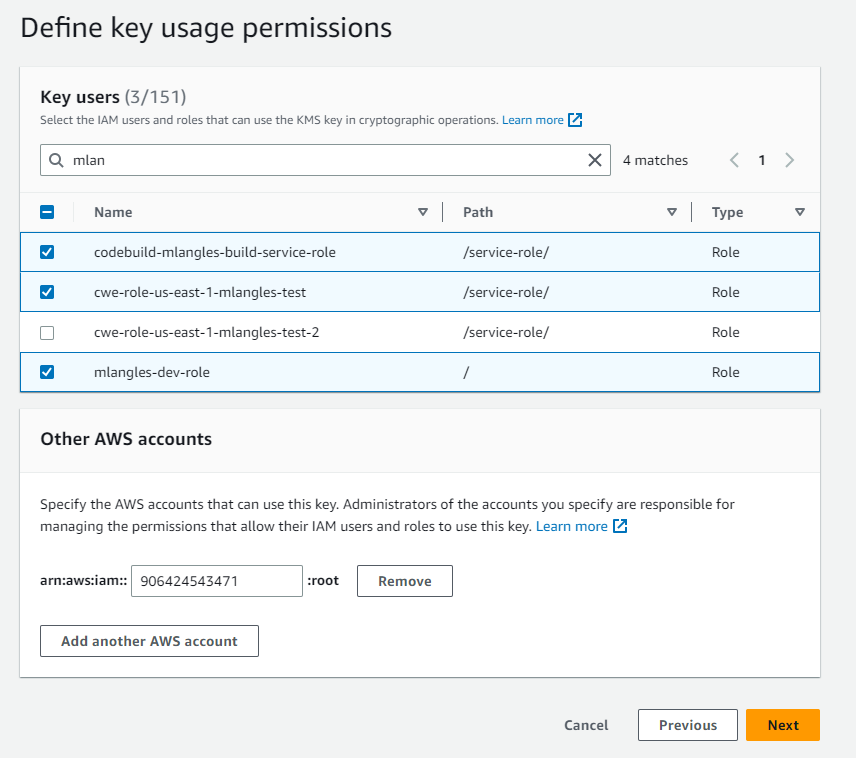 Define key usage permissions
Key users (3/151)
Select the IAM users and roles that can use the KMS key in cryptographic operations. Learn more
mlan
4 matches
1
Name Path Type
codebuild-mlangles-build-service-role /service-role/ Role
cwe-role-us-east-1-mlangles-test /service-role/ Role
cwe-role-us-east-1-mlangles-test-2 /service-role/ Role
mlangles-dev-role / Role
Other AWS accounts
Specify the AWS accounts that can use this key. Administrators of the accounts you specify are responsible for
managing the permissions that allow their IAM users and roles to use this key. Learn more
arn:aws:iam:: 906424543471 :root Remove
Add another AWS account
Cancel Previous Next